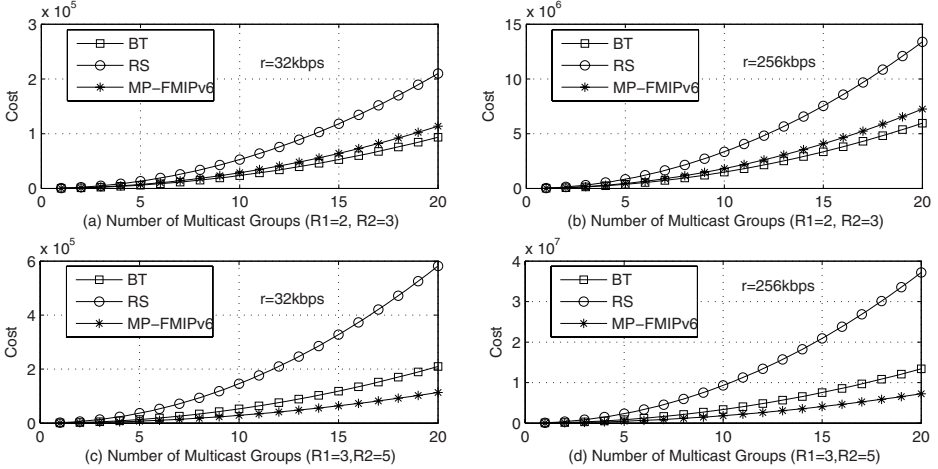 x 10^5
3
2
1
0
Cost
BT
RS
MP-FMIPv6
r=32kbps
0 5 10 15 20
(a) Number of Multicast Groups (R1=2, R2=3)
x 10^6
15
10
5
0
Cost
BT
RS
MP-FMIPv6
r=256kbps
0 5 10 15 20
(b) Number of Multicast Groups (R1=2, R2=3)
x 10^5
6
4
2
0
Cost
BT
RS
MP-FMIPv6
r=32kbps
0 5 10 15 20
(c) Number of Multicast Groups (R1=3,R2=5)
x 10^7
4
3
2
1
0
Cost
BT
RS
MP-FMIPv6
r=256kbps
0 5 10 15 20
(d) Number of Multicast Groups (R1=3,R2=5)